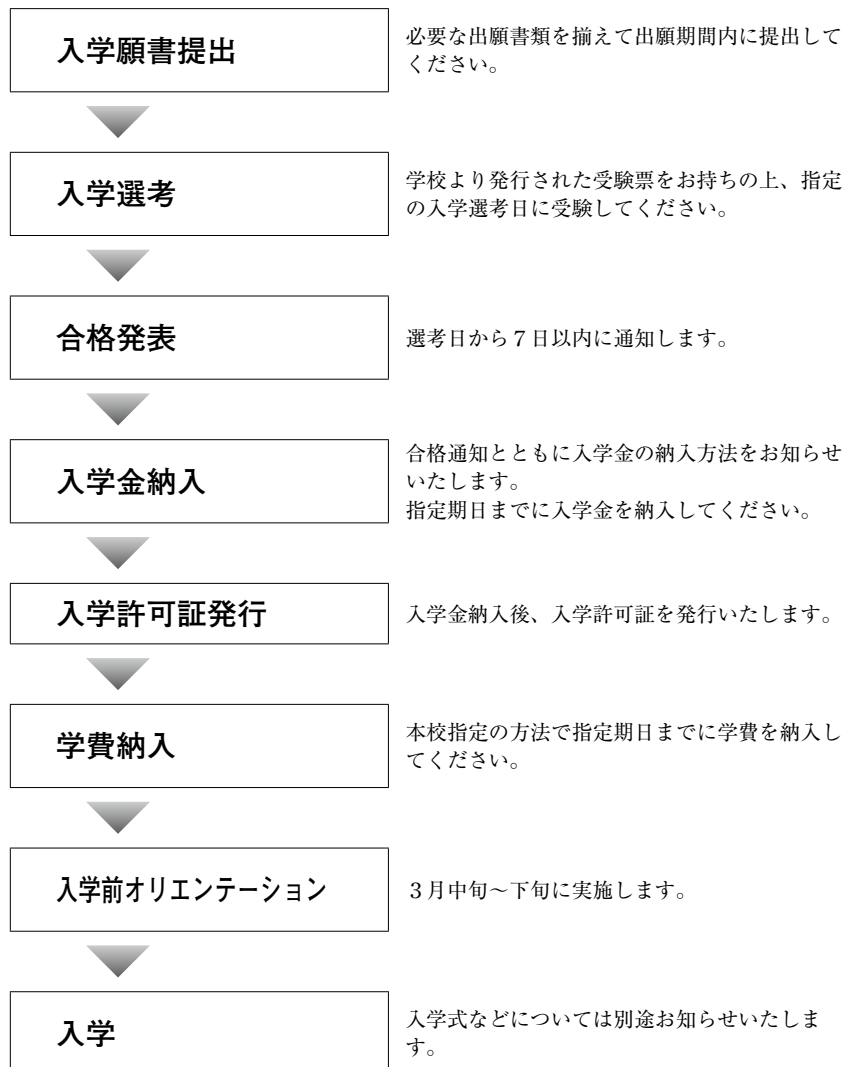 入学願書提出
必要な出願書類を揃えて出願期間内に提出して
ください。
入学選考
学校より発行された受験票をお持ちの上、指定
の入学選考日に受験してください。
合格発表
選考日から７日以内に通知します。
入学金納入
合格通知とともに入学金の納入方法をお知らせ
いたします。
指定期日までに入学金を納入してください。
入学許可証発行
入学金納入後、入学許可証を発行いたします。
学費納入
本校指定の方法で指定期日までに学費を納入し
てください。
入学前オリエンテーション
３月中旬～下旬に実施します。
入学
入学式などについては別途お知らせいたしま
す。